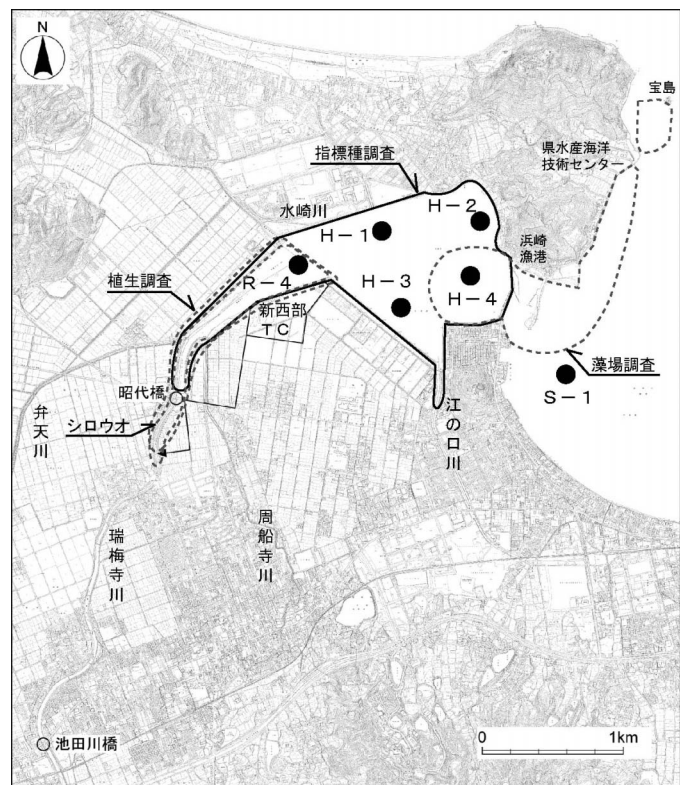 N
宝島
県水産海洋
技術センター
指標種調査
水崎川
H-2
H-1
浜崎
漁港
植生調査
R-4
H-3
H-4
新西部
TC
藻場調査
S-1
昭代橋
江の口川
弁天川
シロウオ
周船寺川
瑞梅寺川
池田川橋
0
1km